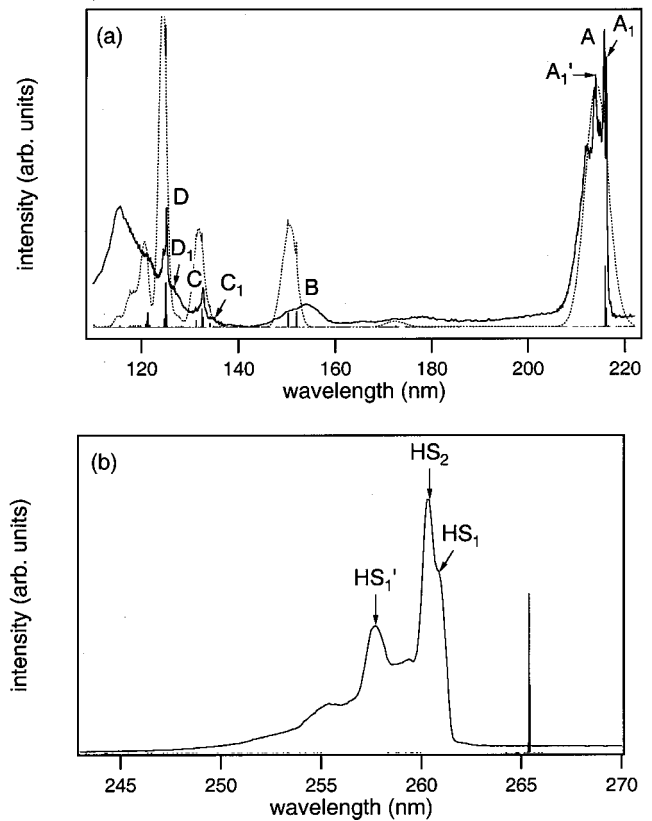 (a)
A A₁
A₁'
intensity (arb. units)
D
D₁
C C₁
B
120 140 160 180 200 220
wavelength (nm)
(b)
HS₂
HS₁
HS₁'
intensity (arb. units)
245 250 255 260 265 270
wavelength (nm)